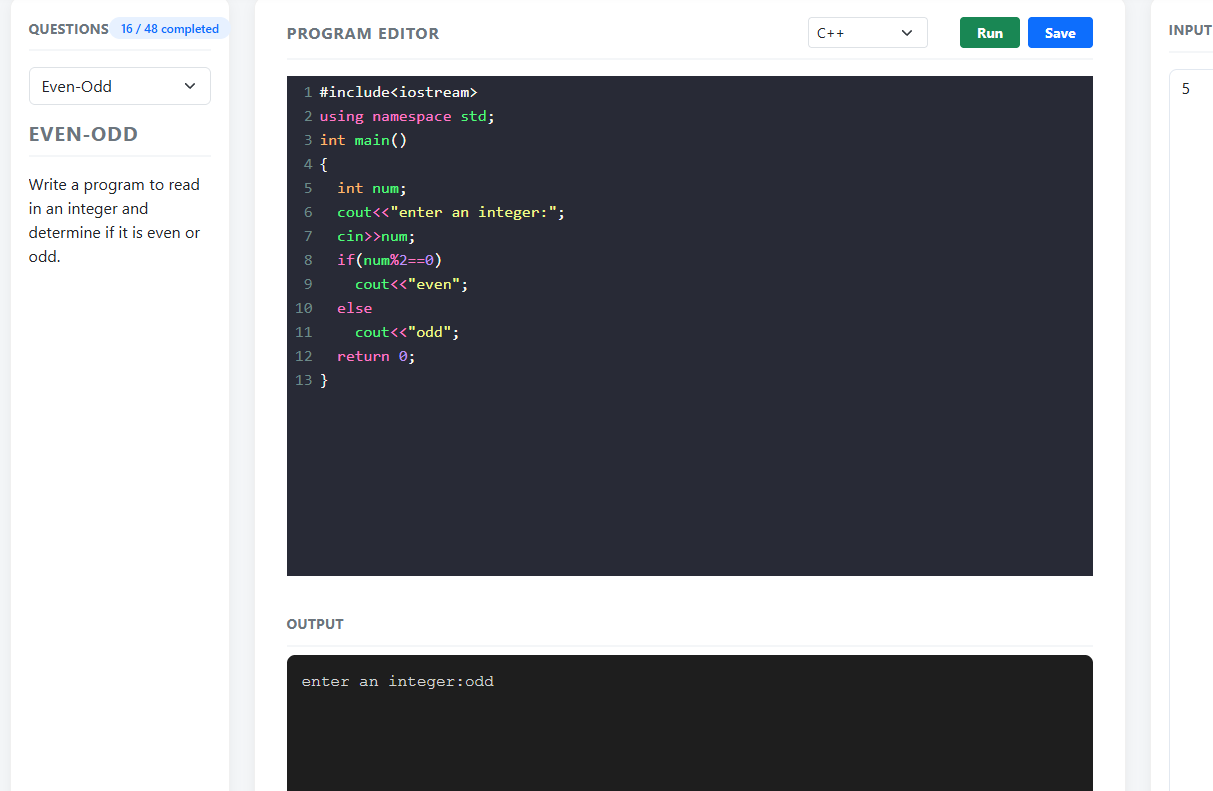 QUESTIONS 16 / 48 completed
Even-Odd
EVEN-ODD
Write a program to read
in an integer and
determine if it is even or
odd.
PROGRAM EDITOR
C++
Run
Save
1 #include<iostream>
2 using namespace std;
3 int main()
4 {
5   int num;
6   cout<<"enter an integer:";
7   cin>>num;
8   if(num%2==0)
9     cout<<"even";
10   else
11     cout<<"odd";
12   return 0;
13 }
OUTPUT
enter an integer:odd
INPUT
5